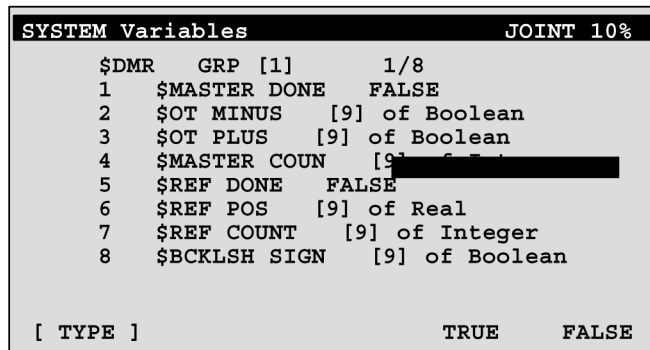 SYSTEM Variables JOINT 10%
$DMR GRP [1] 1/8
1 $MASTER DONE FALSE
2 $OT MINUS [9] of Boolean
3 $OT PLUS [9] of Boolean
4 $MASTER COUN
5 $REF DONE FALSE
6 $REF POS [9] of Real
7 $REF COUNT [9] of Integer
8 $BCKLSH SIGN [9] of Boolean
[ TYPE ] TRUE FALSE